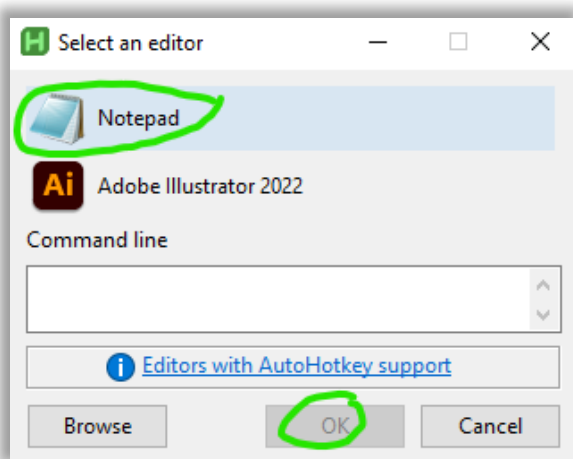 Select an editor
Notepad
Ai Adobe Illustrator 2022
Command line
Editors with AutoHotkey support
Browse OK Cancel